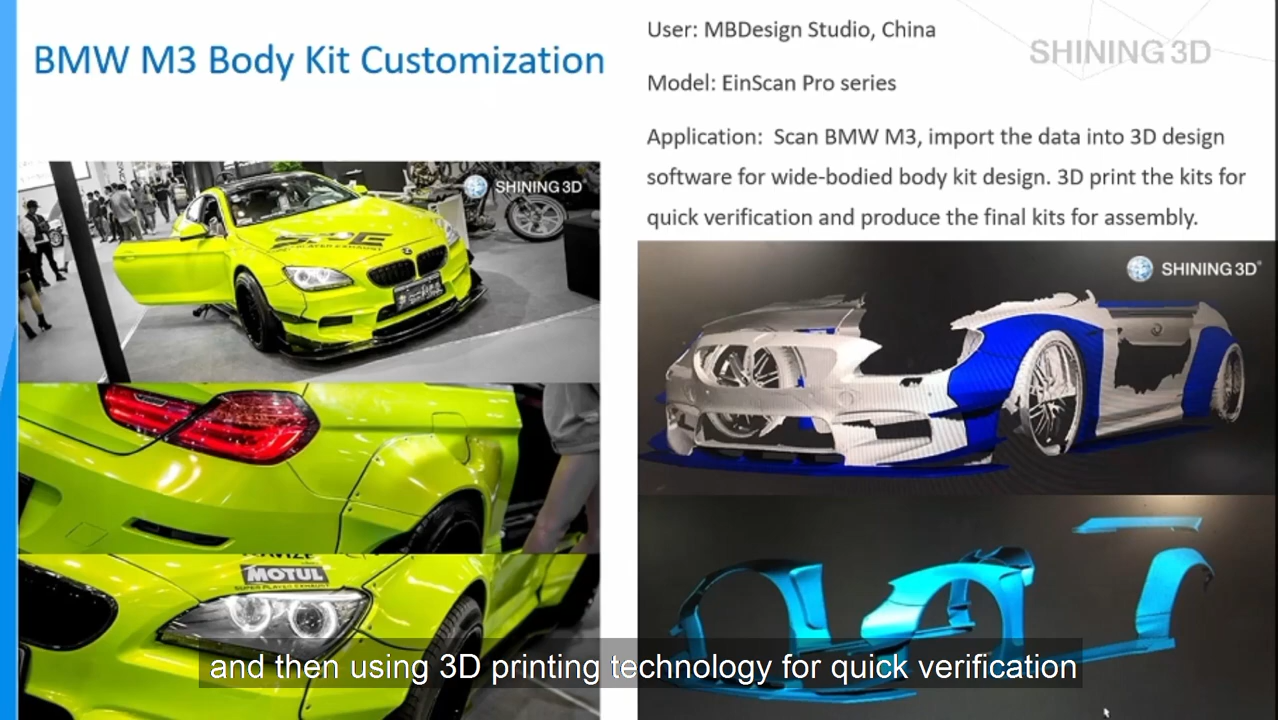 BMW M3 Body Kit Customization
User: MBDesign Studio, China
SHINING 3D
Model: EinScan Pro series
Application: Scan BMW M3, import the data into 3D design
software for wide-bodied body kit design. 3D print the kits for
quick verification and produce the final kits for assembly.
SHINING 3D®
SHINING 3D®
MOTUL
SUPER PLAYER EXHAUST
and then using 3D printing technology for quick verification